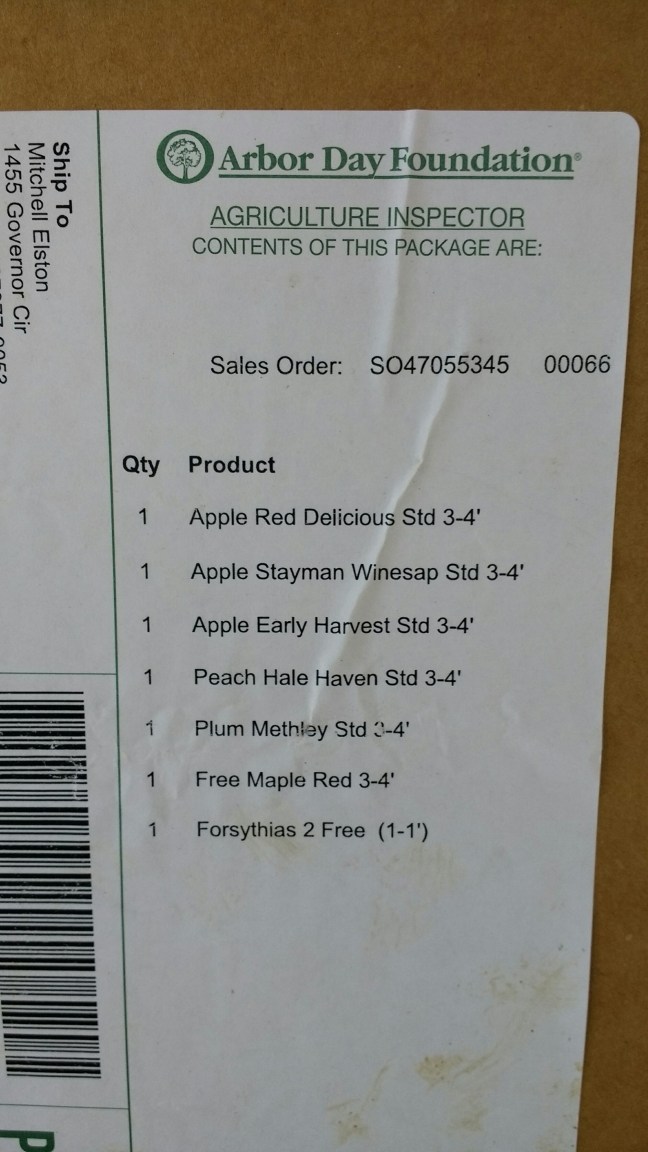 Arbor Day Foundation®
AGRICULTURE INSPECTOR
CONTENTS OF THIS PACKAGE ARE:
Sales Order: SO47055345 00066
Qty Product
1 Apple Red Delicious Std 3-4'
1 Apple Stayman Winesap Std 3-4'
1 Apple Early Harvest Std 3-4'
1 Peach Hale Haven Std 3-4'
1 Plum Methley Std 3-4'
1 Free Maple Red 3-4'
1 Forsythias 2 Free (1-1')
Ship To
Mitchell Elston
1455 Governor Cir
P